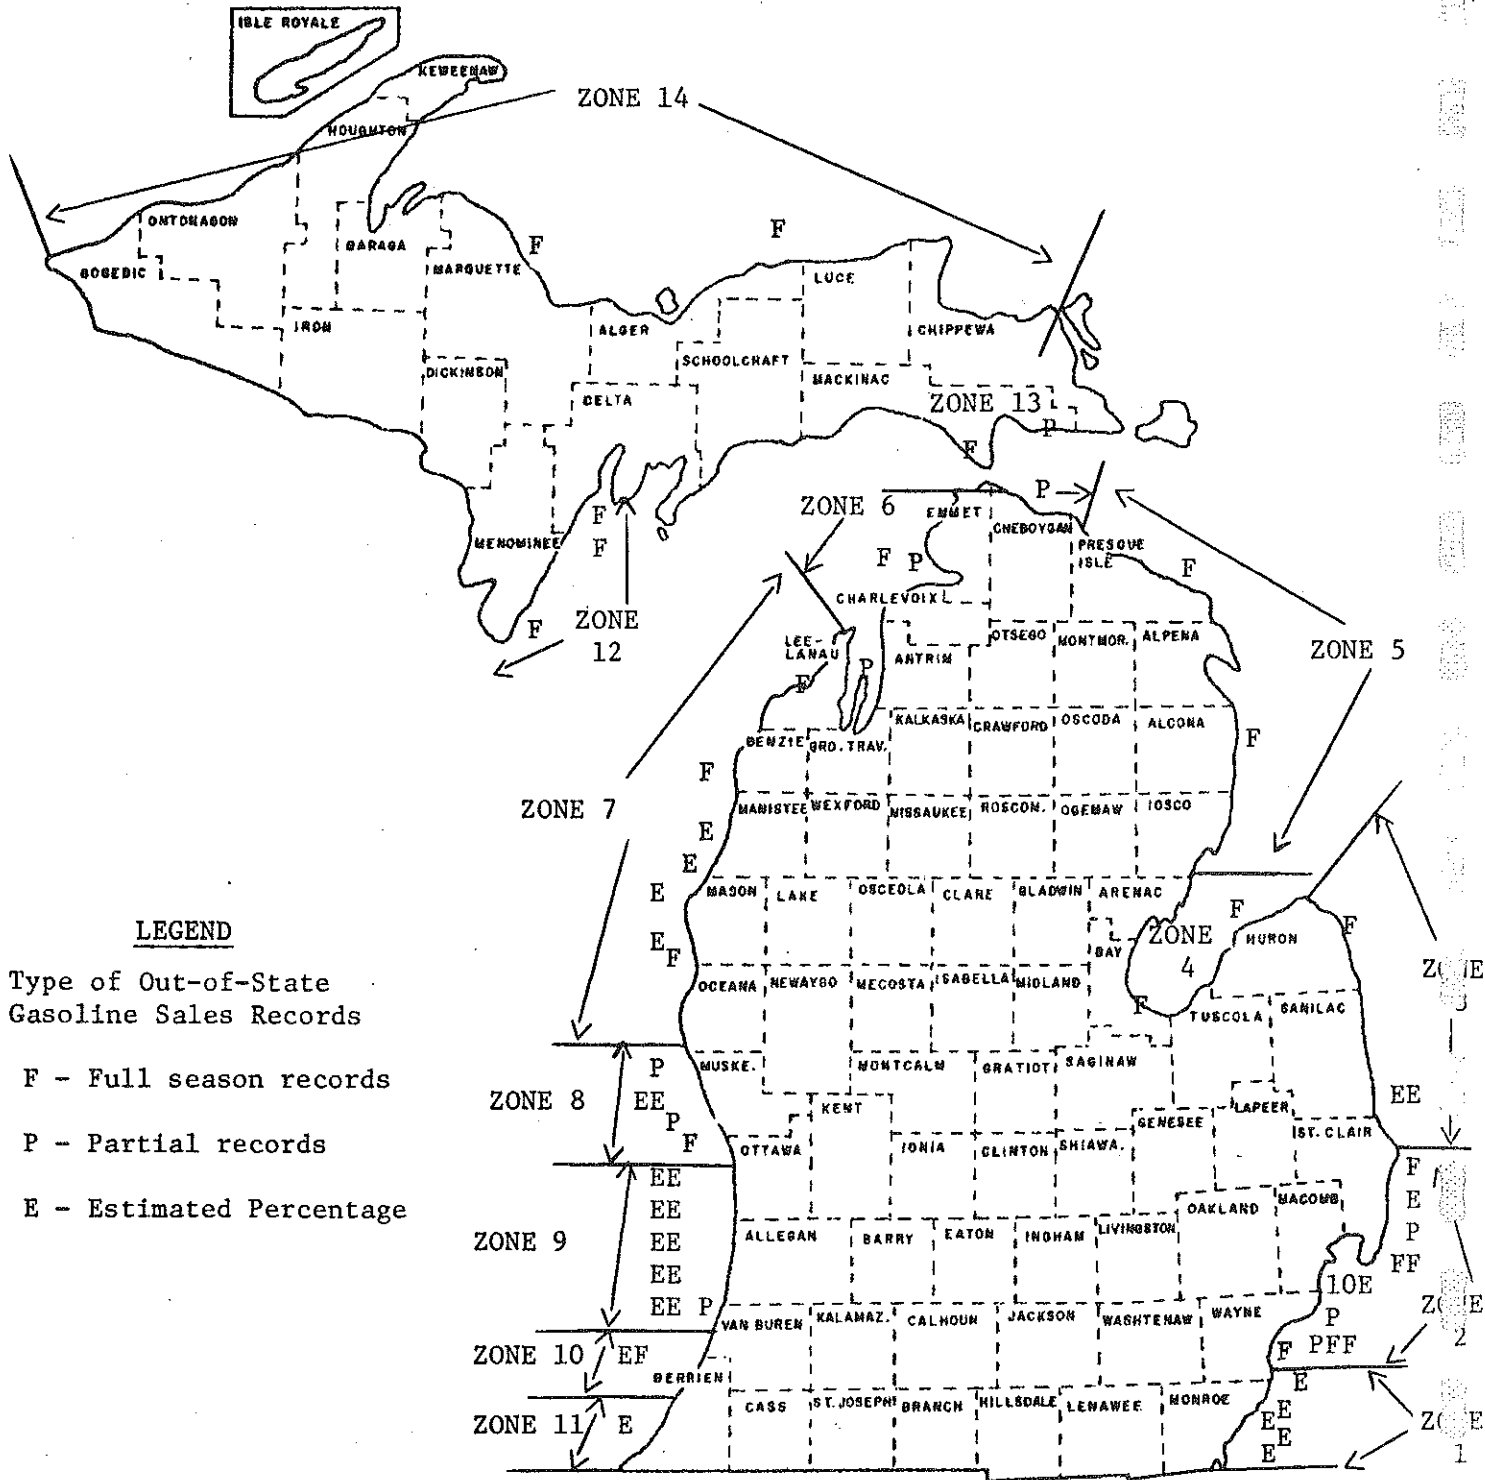 ISLE ROYALE
KEWEENAW
ZONE 14
HOUGHTON
ONTONAGON
BARAGA
GOGEBIC
MARQUETTE
F
F
LUCE
IRON
ALGER
CHIPPEWA
SCHOOLCRAFT
DICKINSON
MACKINAC
DELTA
ZONE 13
P
F
ZONE 6
P
EMMET
CHEBOYGAN
F
F
MENOMINEE
PRESQUE
ISLE
F P
F
CHARLEVOIX
ZONE
12
F
LEE-
LANAU
OTSEGO
MONTMOR.
ALPENA
ZONE 5
ANTRIM
P
F
KALKASKA
CRAWFORD
OSCODA
ALCONA
BENZIE
GRD. TRAV.
F
F
ZONE 7
MANISTEE
WEXFORD
MISSAUKEE
ROSCOM.
OGEMAW
IOSCO
E
E
E
MASON
LAKE
OSCEOLA
CLARE
GLADWIN
ARENAC
E
F
F
F
ZONE
4
HURON
BAY
OCEANA
NEWAYGO
MECOSTA
ISABELLA
MIDLAND
F
TUSCOLA
SANILAC
ZONE
3
LEGEND
Type of Out-of-State
Gasoline Sales Records
F - Full season records
P - Partial records
E - Estimated Percentage
ZONE 8
P
EE
P
F
MUSKE.
MONTCALM
GRATIOT
SAGINAW
KENT
LAPEER
EE
GENESEE
ST. CLAIR
OTTAWA
IONIA
CLINTON
SHIAWA.
EE
EE
EE
EE
EE P
ZONE 9
F
E
P
FF
OAKLAND
MACOMB
ALLEGAN
BARRY
EATON
INGHAM
LIVINGSTON
10E
P
PFF
F
ZONE
2
VAN BUREN
KALAMAZ.
CALHOUN
JACKSON
WASHTENAW
WAYNE
ZONE 10
EF
BERRIEN
CASS
ST. JOSEPH
BRANCH
HILLSDALE
LENAWEE
MONROE
E
E
E
E
E
ZONE 11
E
ZONE
1